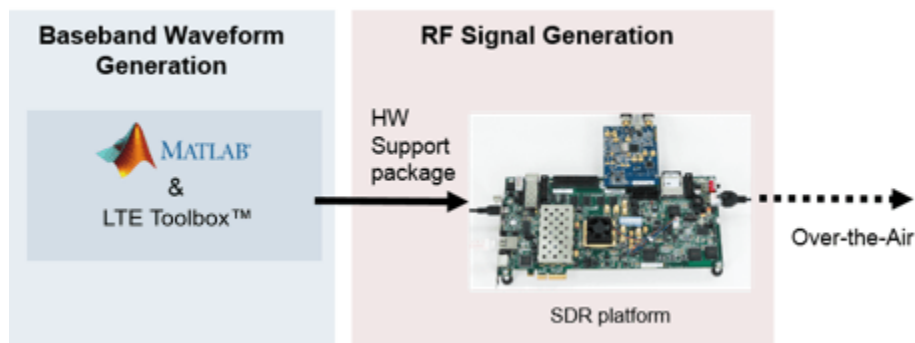 Baseband Waveform
Generation
MATLAB®
&
LTE Toolbox™
RF Signal Generation
HW
Support
package
SDR platform
Over-the-Air